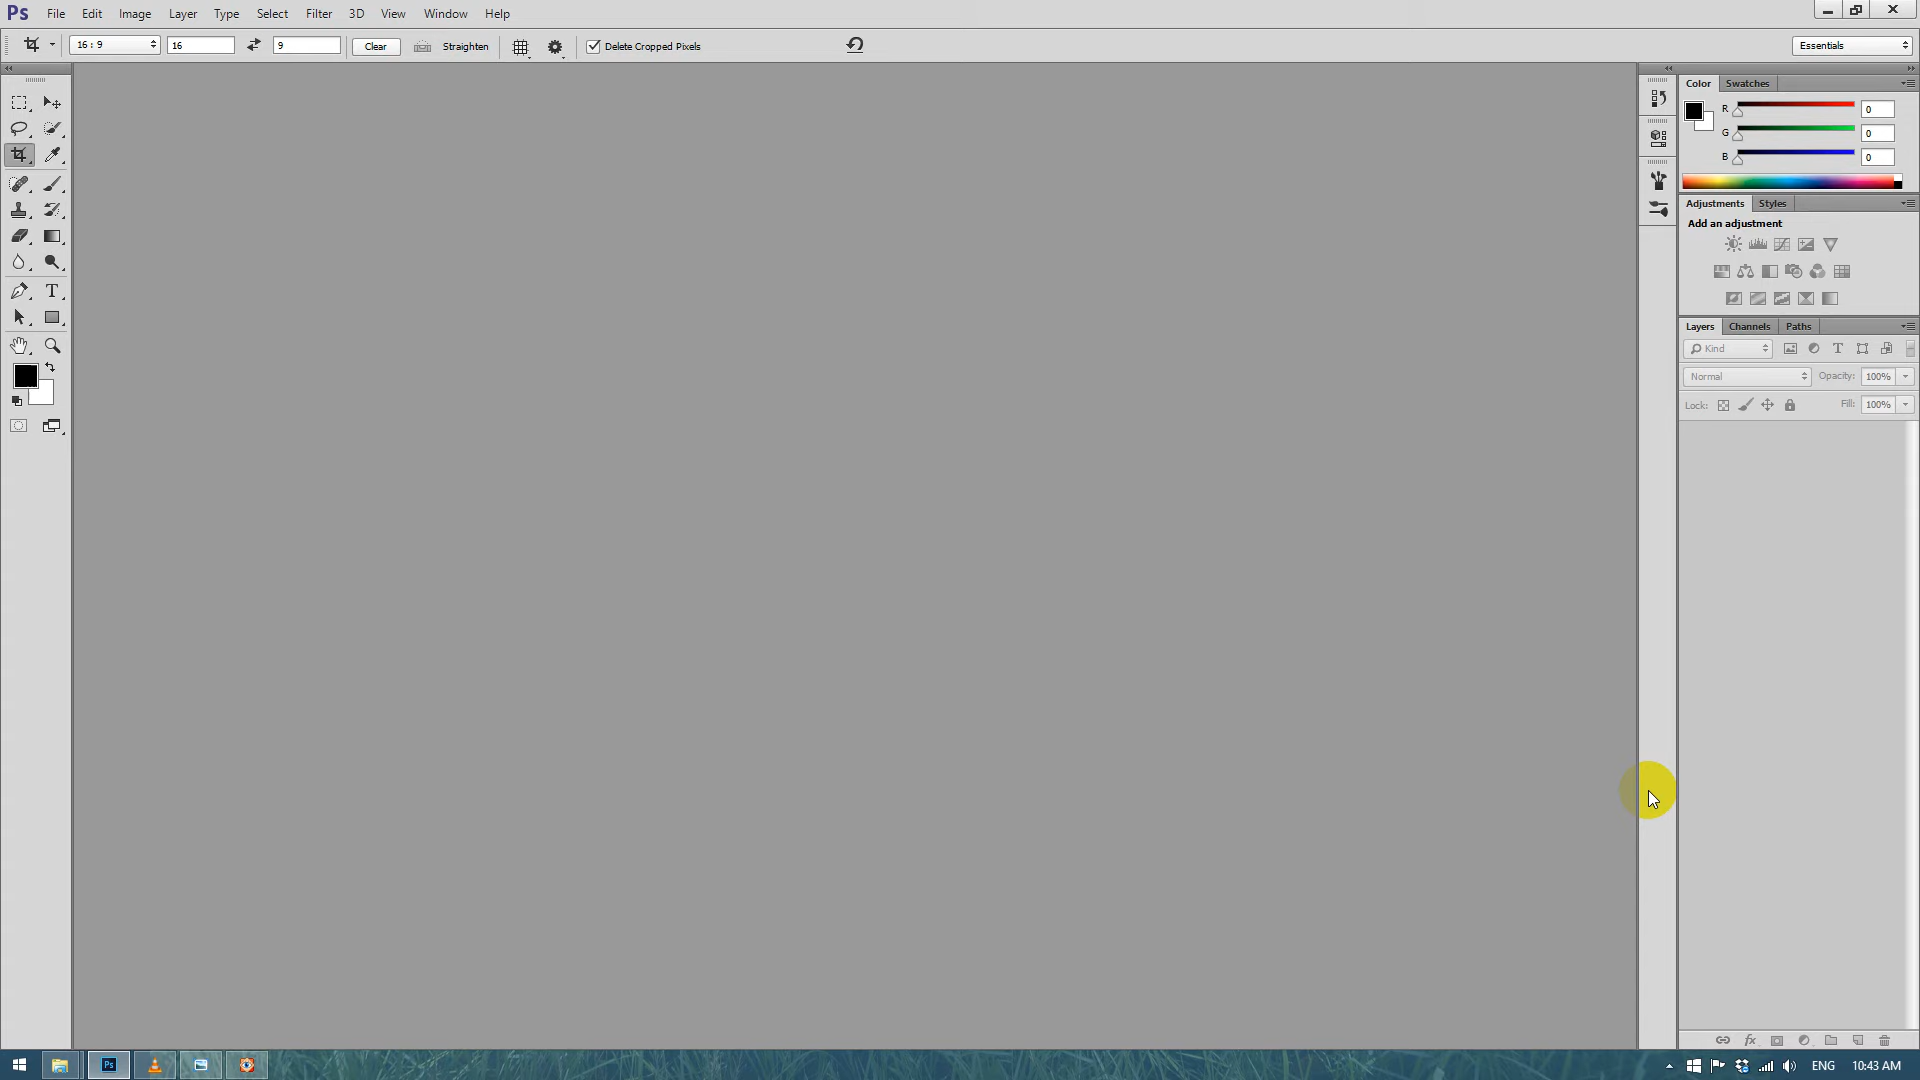 Ps File Edit Image Layer Type Select Filter 3D View Window Help
16 : 9 16 9 Clear Straighten Delete Cropped Pixels Essentials
Color Swatches
R 0
G 0
B 0
Adjustments Styles
Add an adjustment
Layers Channels Paths
Kind
Normal Opacity: 100%
Lock: Fill: 100%
fx
Ps ENG 10:43 AM